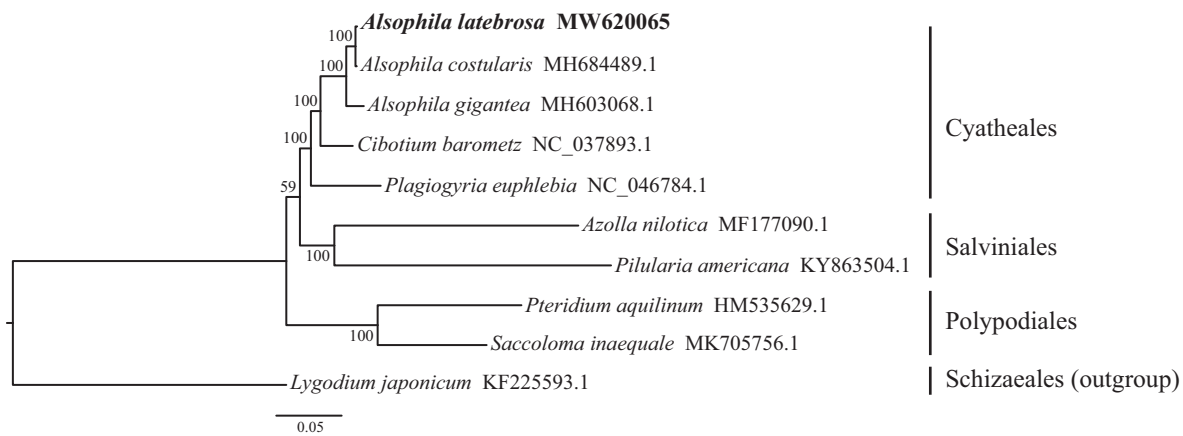 Alsophila latebrosa MW620065
100
Alsophila costularis MH684489.1
100
Alsophila gigantea MH603068.1
100
Cyatheales
Cibotium barometz NC_037893.1
100
Plagiogyria euphlebia NC_046784.1
59
Azolla nilotica MF177090.1
Salviniales
100
Pilularia americana KY863504.1
Pteridium aquilinum HM535629.1
Polypodiales
100
Saccoloma inaequale MK705756.1
Lygodium japonicum KF225593.1
Schizaeales (outgroup)
0.05